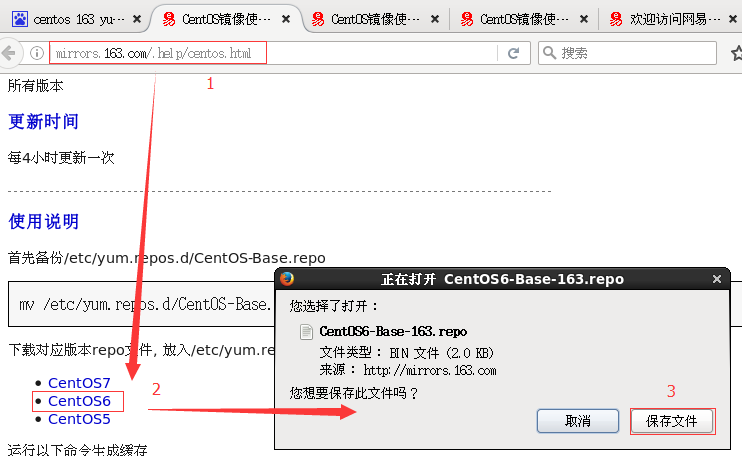 centos 163 yu…
CentOS镜像使…
CentOS镜像使…
CentOS镜像使…
欢迎访问网易…
mirrors.163.com/.help/centos.html
搜索
1
所有版本
更新时间
每4小时更新一次
使用说明
首先备份/etc/yum.repos.d/CentOS-Base.repo
正在打开 CentOS6-Base-163.repo
mv /etc/yum.repos.d/CentOS-Base.
您选择了打开：
CentOS6-Base-163.repo
文件类型： BIN 文件 (2.0 KB)
来源： http://mirrors.163.com
您想要保存此文件吗？
取消
3
保存文件
下载对应版本repo文件, 放入/etc/yum.re
CentOS7
2
CentOS6
CentOS5
运行以下命令生成缓存